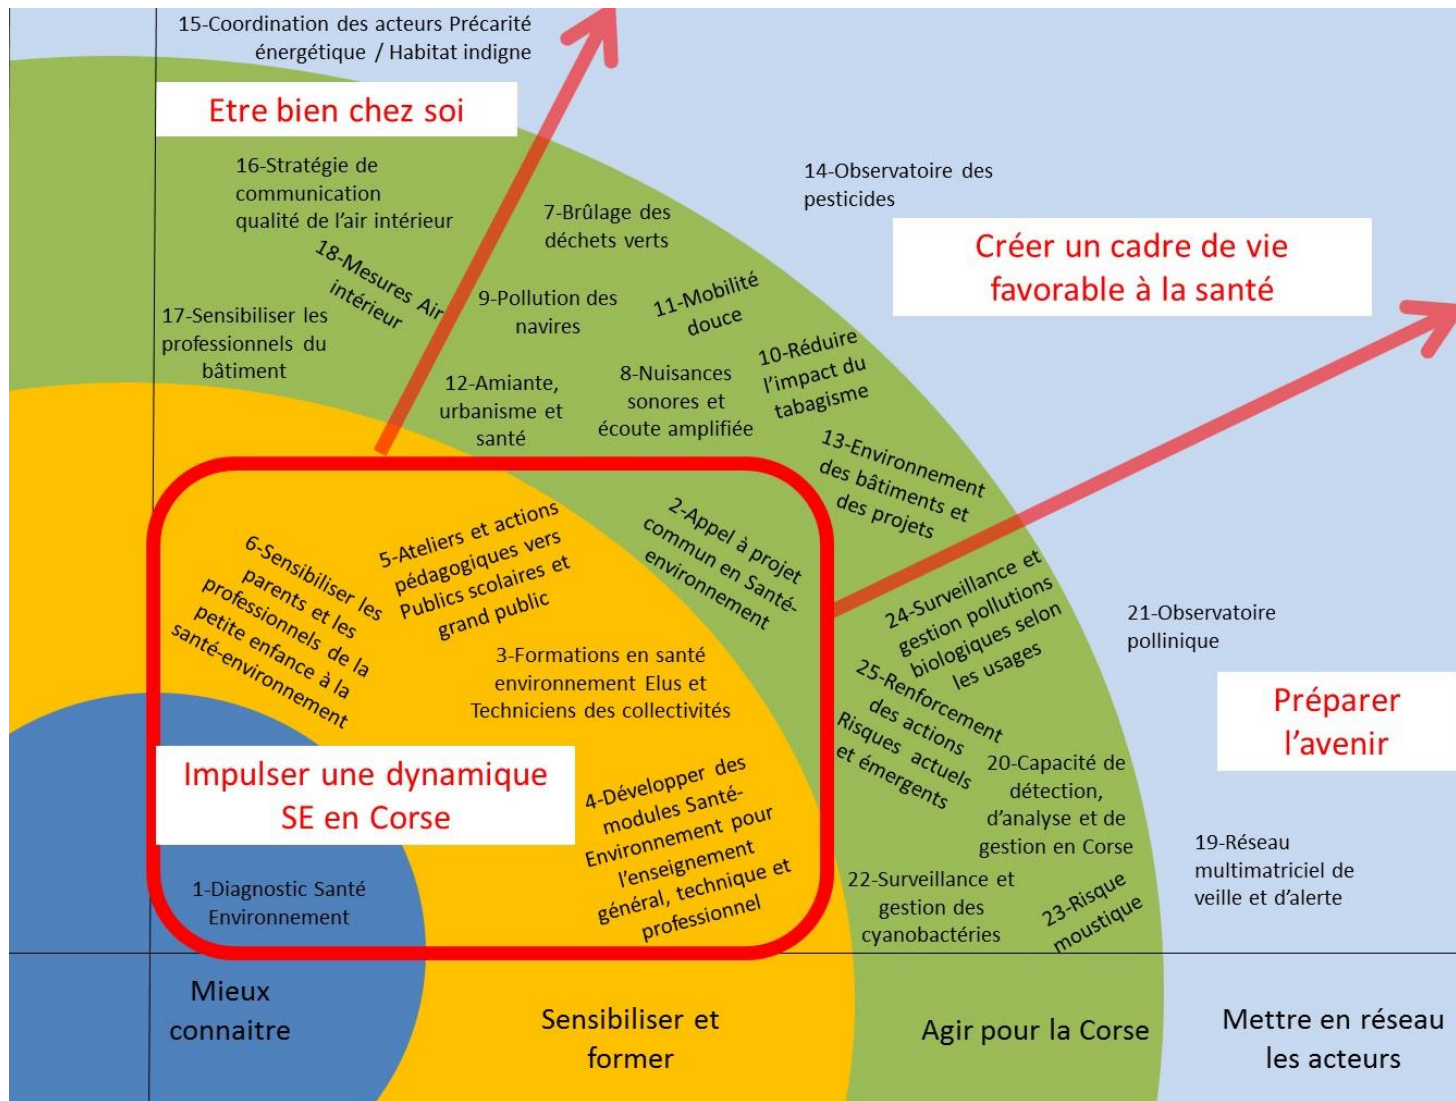 15-Coordination des acteurs Précarité
énergétique / Habitat indigne
Etre bien chez soi
16-Stratégie de
communication
qualité de l'air intérieur
18-Mesures Air
intérieur
17-Sensibiliser les
professionnels du
bâtiment
7-Brûlage des
déchets verts
9-Pollution des
navires
11-Mobilité
douce
12-Amiante,
urbanisme et
santé
8-Nuisances
sonores et
écoute amplifiée
10-Réduire
l'impact du
tabagisme
13-Environnement
des bâtiments et
des projets
14-Observatoire des
pesticides
Créer un cadre de vie
favorable à la santé
6-Sensibiliser les
parents et les
professionnels de la
petite enfance à la
santé-environnement
5-Ateliers et actions
pédagogiques vers
Publics scolaires et
grand public
2-Appel à projet
commun en Santé-
environnement
3-Formations en santé
environnement Elus et
Techniciens des collectivités
Impulser une dynamique
SE en Corse
4-Développer des
modules Santé-
Environnement pour
l'enseignement
général, technique et
professionnel
1-Diagnostic Santé
Environnement
24-Surveillance et
gestion pollutions
biologiques selon
les usages
25-Renforcement
des actions
Risques actuels
et émergents
21-Observatoire
pollinique
Préparer
l'avenir
20-Capacité de
détection,
d'analyse et de
gestion en Corse
19-Réseau
multimatriciel de
veille et d'alerte
22-Surveillance et
gestion des
cyanobactéries
23-Risque
moustique
Mieux
connaitre
Sensibiliser et
former
Agir pour la Corse
Mettre en réseau
les acteurs